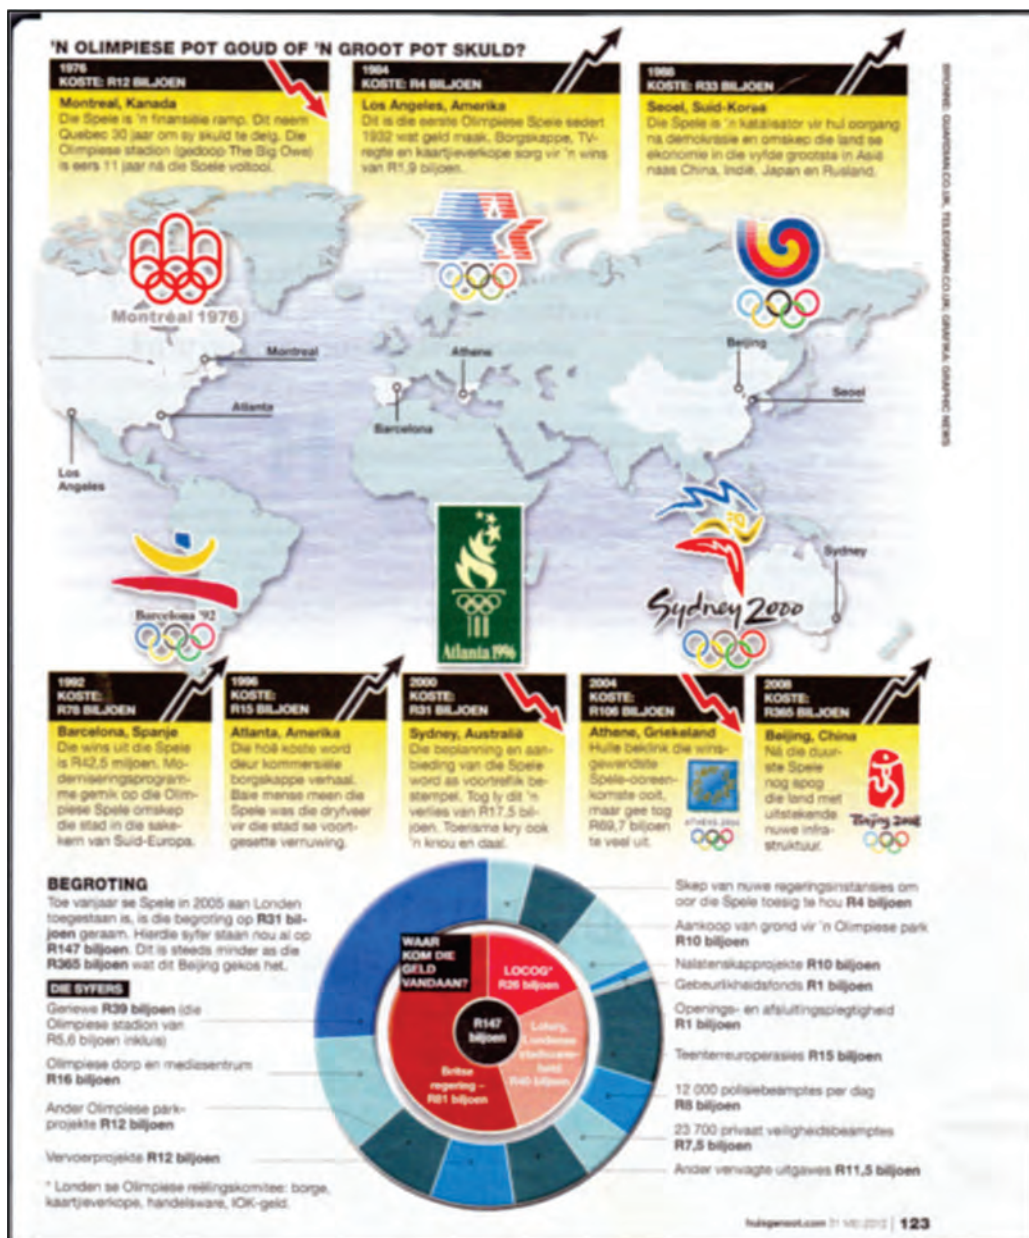 'N OLIMPIESE POT GOUD OF 'N GROOT POT SKULD?
1976
KOSTE: R12 BILJOEN
Montreal, Kanada
Die Spele is 'n finansiële ramp. Dit neem
Quebec 30 jaar om sy skuld te delg. Die
Olimpiese stadion (gedoop The Big Owe)
is eers 11 jaar ná die Spele voltooi.
1984
KOSTE: R4 BILJOEN
Los Angeles, Amerika
Dit is die eerste Olimpiese Spele sedert
1932 wat geld maak. Borgskappe, TV-
regte en kaartjieverkope sorg vir 'n wins
van R1,9 biljoen.
1988
KOSTE: R33 BILJOEN
Seoel, Suid-Korea
Die Spele is 'n katalisator vir hul oorgang
na demokrasie en omskep die land se
ekonomie in die vyfde grootste in Asië
naas China, Indië, Japan en Rusland.
BRONNE: GUARDIAN.CO.UK, TELEGRAPH.CO.UK, GRAFIKA: GRAPHIC NEWS
Montréal 1976
Montreal
Atlanta
Los
Angeles
Athene
Barcelona
Beijing
Seoel
Sydney
Barcelona '92
Atlanta 1996
Sydney 2000
1992
KOSTE:
R78 BILJOEN
Barcelona, Spanje
Die wins uit die Spele
is R42,5 miljoen. Mo-
derniseringsprogram-
me gemik op die Olim-
piese Spele omskep
die stad in die sake-
kern van Suid-Europa.
1996
KOSTE:
R15 BILJOEN
Atlanta, Amerika
Die hoë koste word
deur kommersiële
borgskappe verhaal.
Baie mense meen die
Spele was die dryfveer
vir die stad se voort-
gesette vernuwing.
2000
KOSTE:
R31 BILJOEN
Sydney, Australië
Die beplanning en aan-
bieding van die Spele
word as voortreflik be-
stempel. Tog ly dit 'n
verlies van R17,5 bil-
joen. Toerisme kry ook
'n knou en daal.
2004
KOSTE:
R106 BILJOEN
Athene, Griekeland
Hulle beklink die wins-
gewendste
Spele-ooreen-
komste ooit,
maar gee tog
R69,7 biljoen
te veel uit.
ATHENS 2004
2008
KOSTE:
R365 BILJOEN
Beijing, China
Ná die duur-
ste Spele
nog spog
die land met
uitstekende
nuwe infra-
struktuur.
Beijing 2008
BEGROTING
Toe vanjaar se Spele in 2005 aan Londen
toegestaan is, is die begroting op R31 bil-
joen geraam. Hierdie syfer staan nou al op
R147 biljoen. Dit is steeds minder as die
R365 biljoen wat dit Beijing gekos het.
DIE SYFERS
Geriewe R39 biljoen (die
Olimpiese stadion van
R5,6 biljoen inkluis)
Olimpiese dorp en mediasentrum
R16 biljoen
Ander Olimpiese park-
projekte R12 biljoen
Vervoerprojekte R12 biljoen
* Londen se Olimpiese reëlingskomitee: borge,
kaartjieverkope, handelsware, IOK-geld.
WAAR
KOM DIE
GELD
VANDAAN?
LOCOG*
R26 biljoen
R147
biljoen
Lotery,
Londense
R40 biljoen
Britse
regering –
R81 biljoen
Skep van nuwe regeringsinstansies om
oor die Spele toesig te hou R4 biljoen
Aankoop van grond vir 'n Olimpiese park
R10 biljoen
Nalatenskapprojekte R10 biljoen
Gebeurlikheidsfonds R1 biljoen
Openings- en afsluitingsplegtigheid
R1 biljoen
Teenterreuroperasies R15 biljoen
12 000 polisiebeamptes per dag
R8 biljoen
23 700 privaat veiligheidsbeamptes
R7,5 biljoen
Ander verwagte uitgawes R11,5 biljoen
huisgenoot.com 31 MEI 2012 | 123